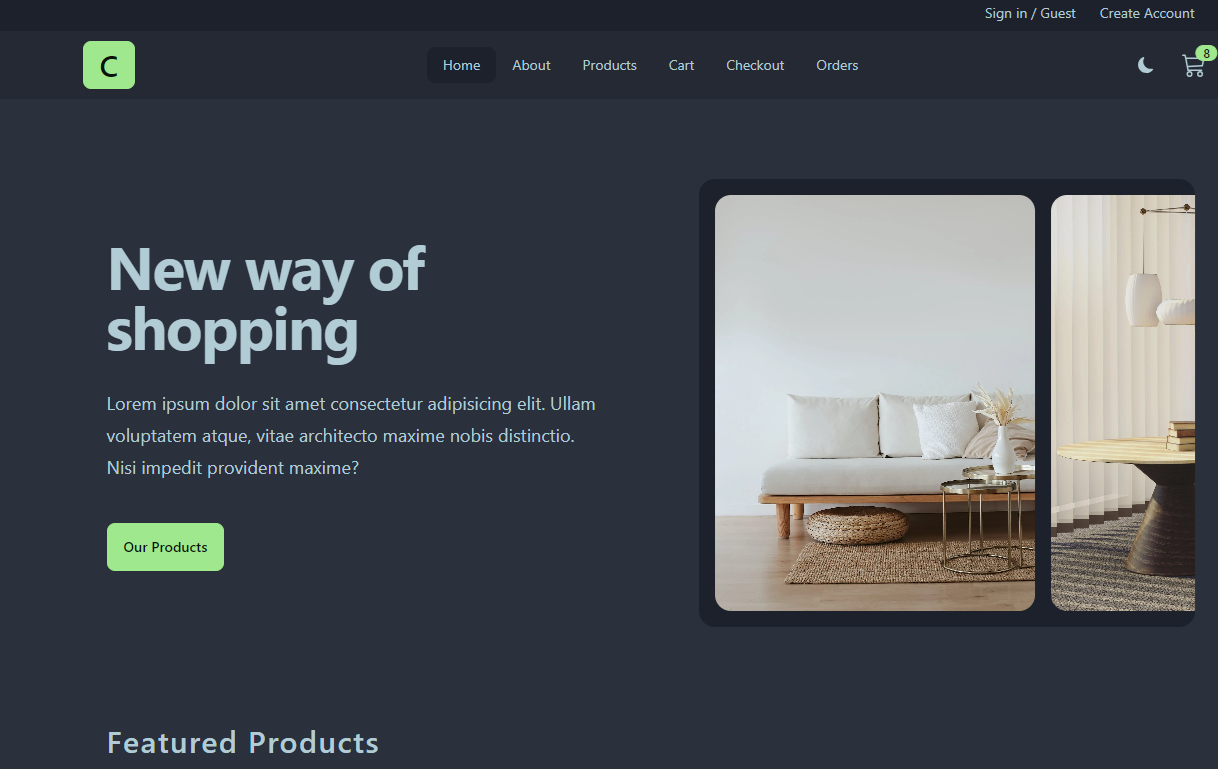 Sign in / Guest Create Account
C
Home About Products Cart Checkout Orders
8
New way of
shopping
Lorem ipsum dolor sit amet consectetur adipisicing elit. Ullam
voluptatem atque, vitae architecto maxime nobis distinctio.
Nisi impedit provident maxime?
Our Products
Featured Products